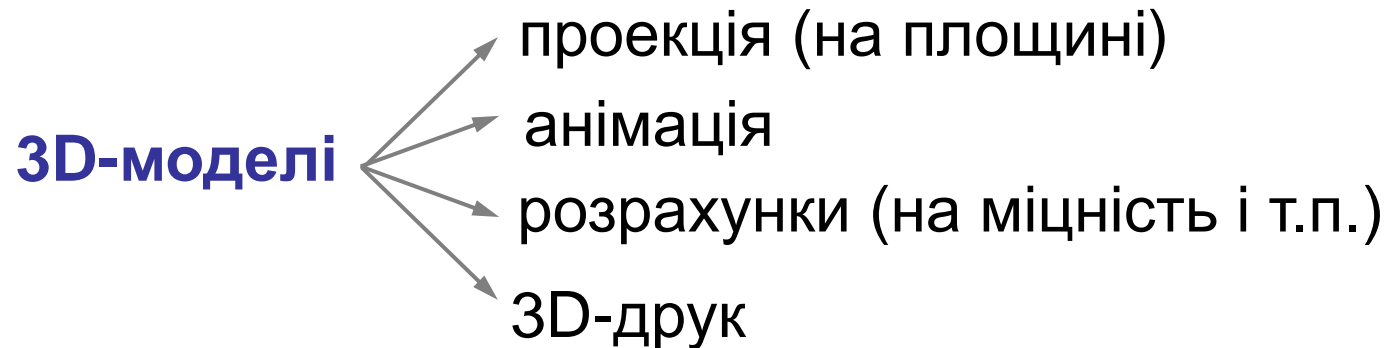 проекція (на площині)
анімація
3D-моделі
розрахунки (на міцність і т.п.)
3D-друк